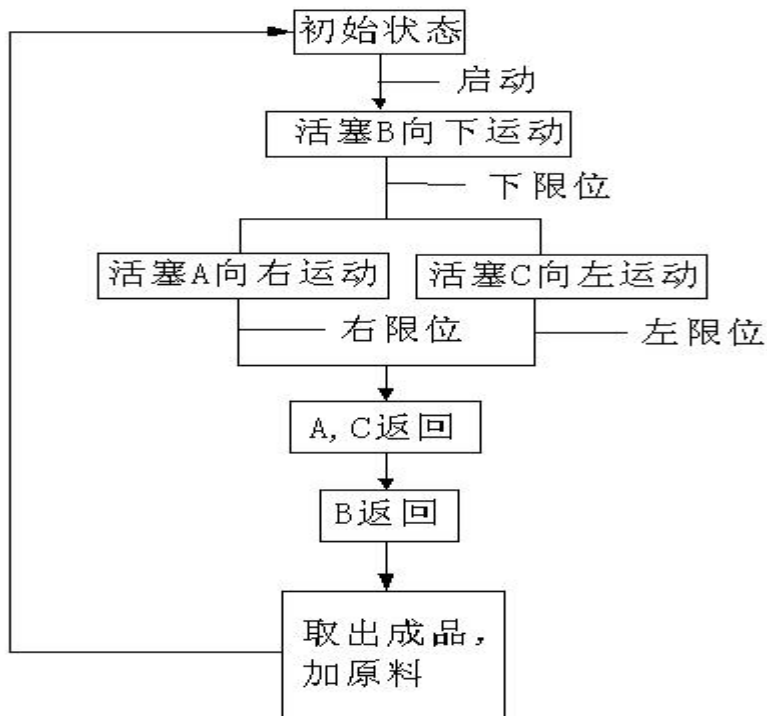 初始状态
启动
活塞B向下运动
下限位
活塞A向右运动
活塞C向左运动
右限位
左限位
A,C返回
B返回
取出成品，
加原料